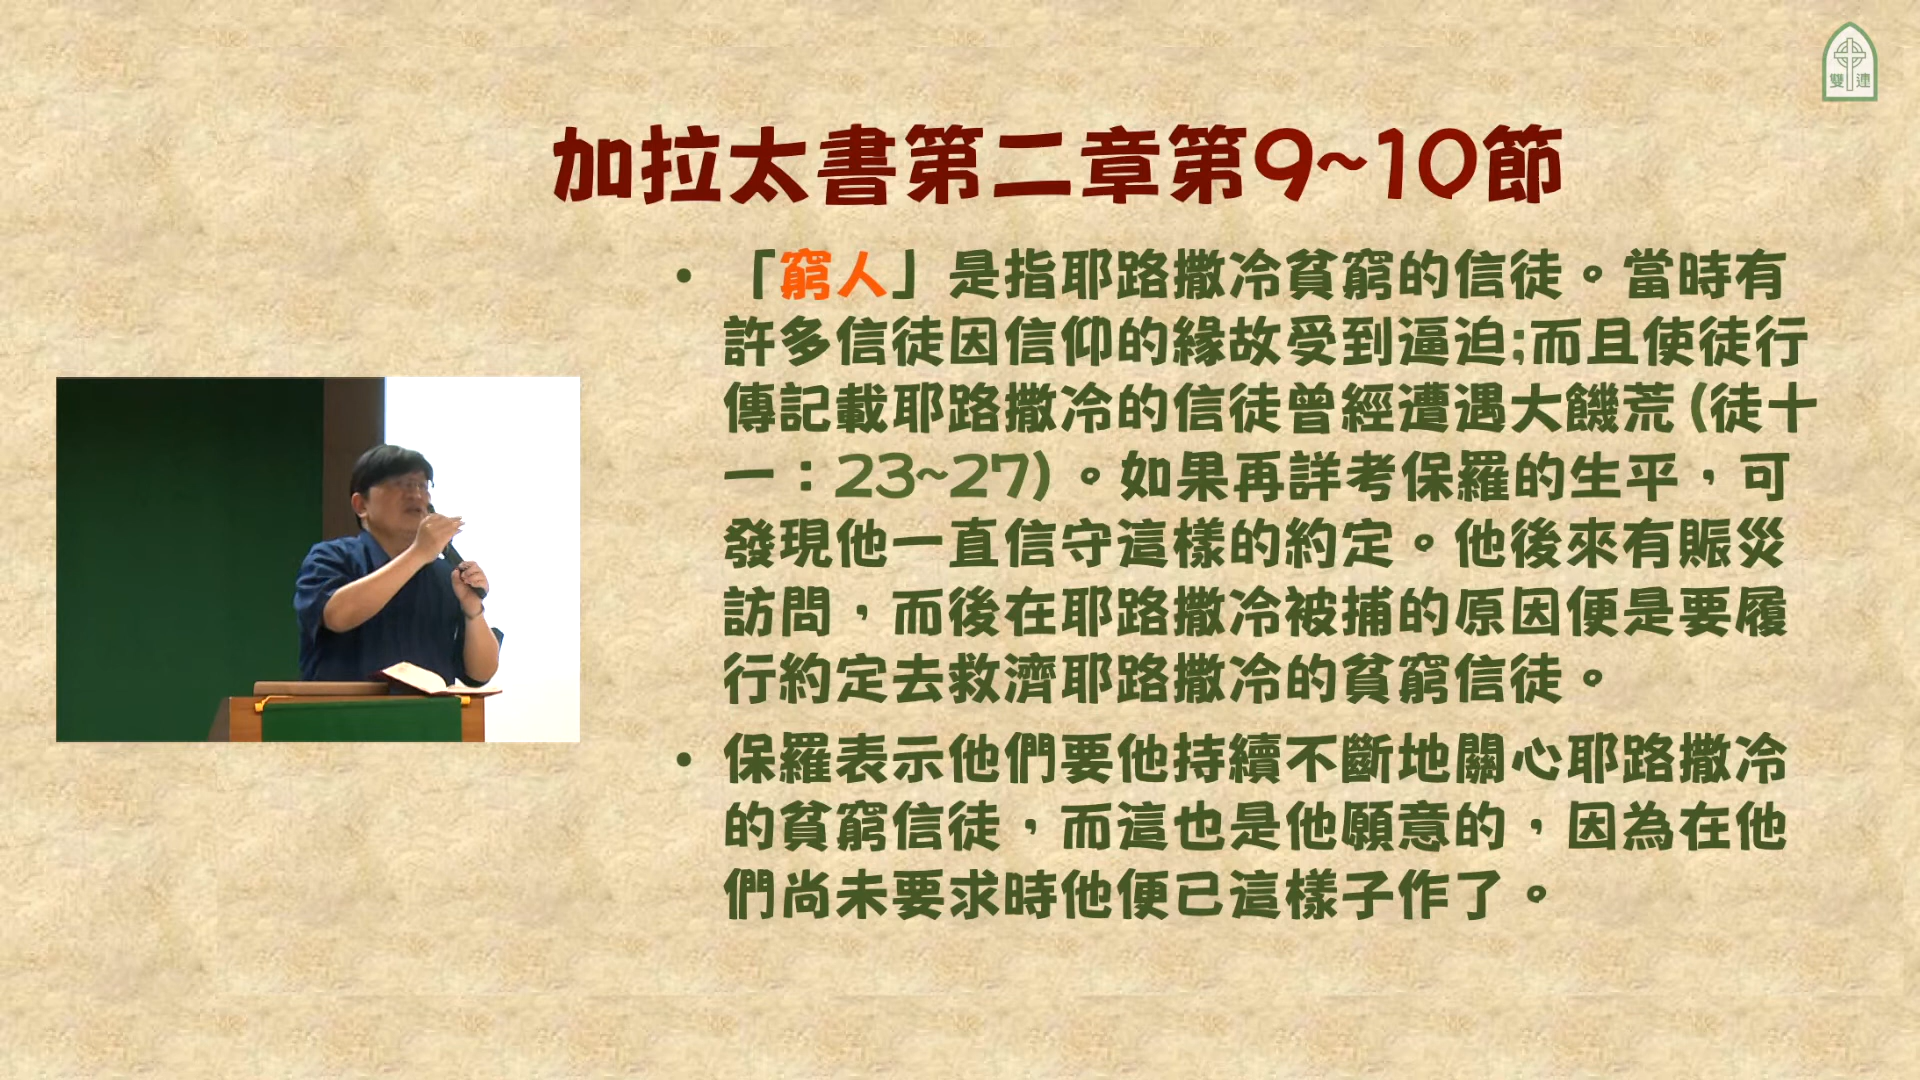 雙連
加拉太書第二章第9~10節
• 「窮人」是指耶路撒冷貧窮的信徒。當時有
許多信徒因信仰的緣故受到逼迫;而且使徒行
傳記載耶路撒冷的信徒曾經遭遇大饑荒(徒十
一：23~27)。如果再詳考保羅的生平，可
發現他一直信守這樣的約定。他後來有賑災
訪問，而後在耶路撒冷被捕的原因便是要履
行約定去救濟耶路撒冷的貧窮信徒。
• 保羅表示他們要他持續不斷地關心耶路撒冷
的貧窮信徒，而這也是他願意的，因為在他
們尚未要求時他便已這樣子作了。